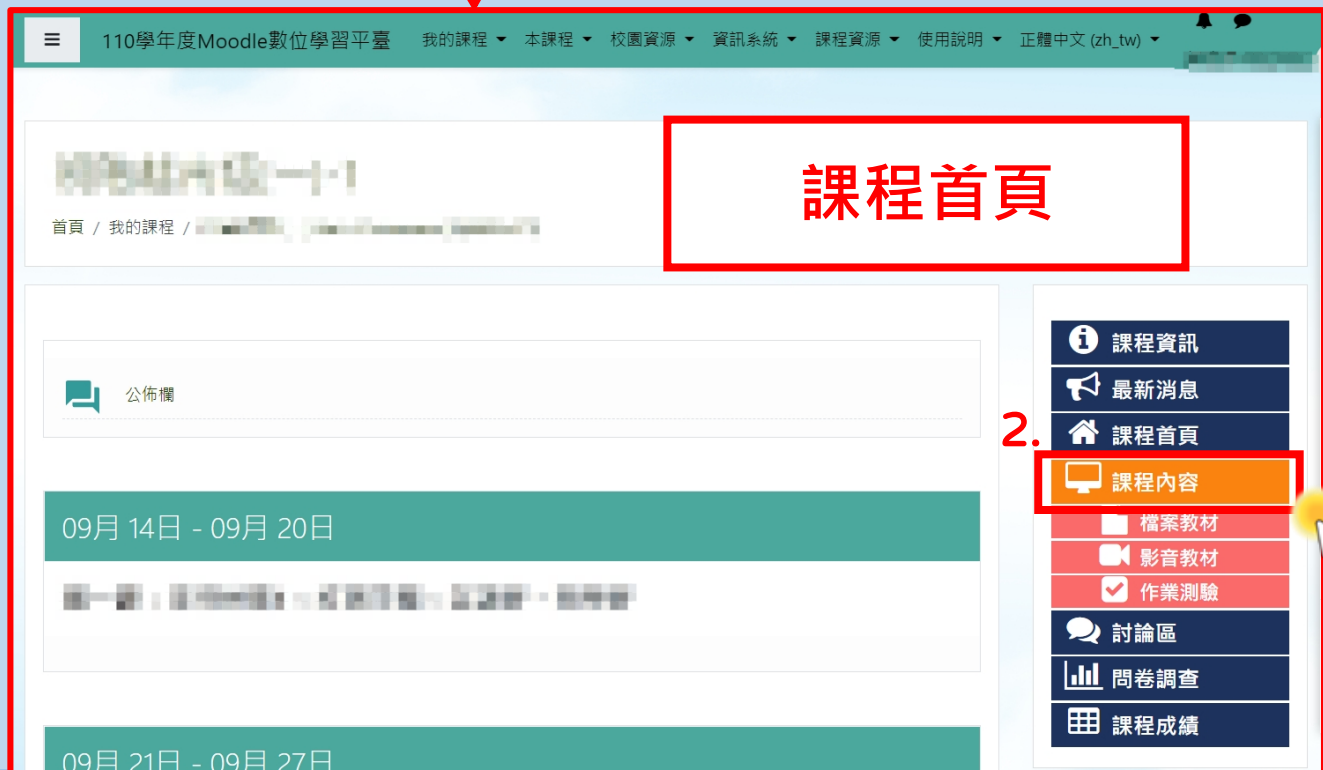 110學年度Moodle數位學習平臺 我的課程 本課程 校園資源 資訊系統 課程資源 使用說明 正體中文 (zh_tw)
課程首頁
首頁 / 我的課程 /
公佈欄
09月 14日 - 09月 20日
09月 21日 - 09月 27日
課程資訊
最新消息
2.
課程首頁
課程內容
檔案教材
影音教材
作業測驗
討論區
問卷調查
課程成績